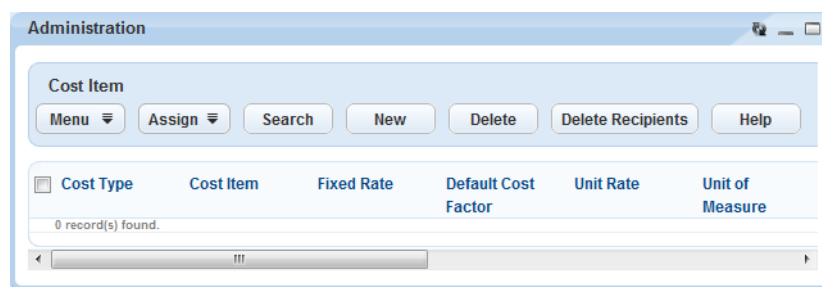 Administration
Cost Item
Menu Assign Search New Delete Delete Recipients Help
Cost Type Cost Item Fixed Rate Default Cost Factor Unit Rate Unit of Measure
0 record(s) found.